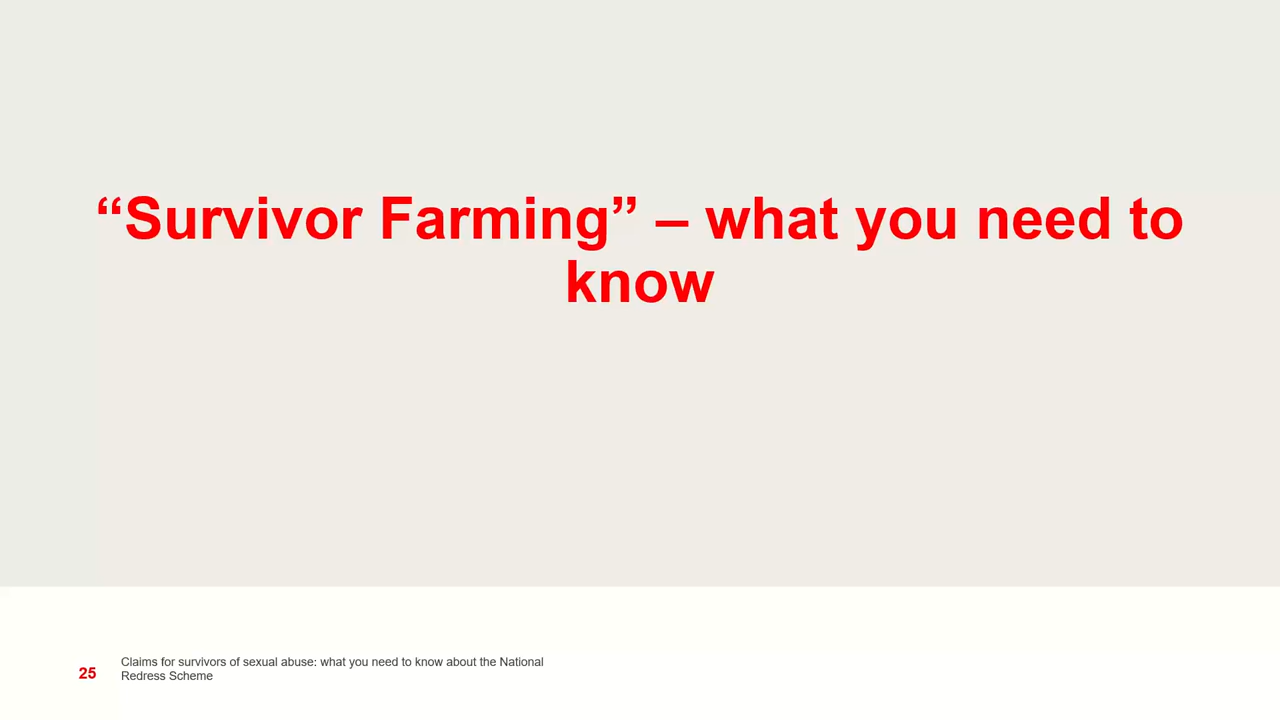 “Survivor Farming” – what you need to
know
25
Claims for survivors of sexual abuse: what you need to know about the National
Redress Scheme